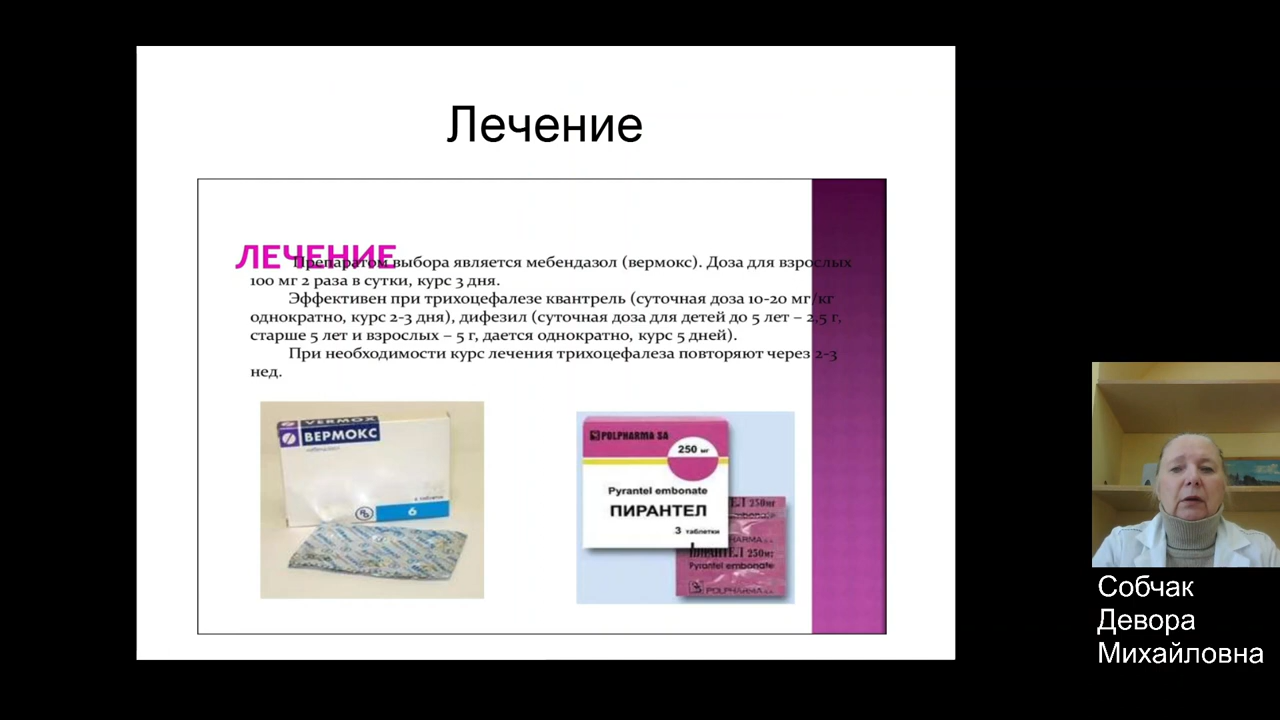 Лечение
ЛЕЧЕНИЕ
Препаратом выбора является мебендазол (вермокс). Доза для взрослых
100 мг 2 раза в сутки, курс 3 дня.
Эффективен при трихоцефалезе квантрель (суточная доза 10-20 мг/кг
однократно, курс 2-3 дня), дифезил (суточная доза для детей до 5 лет – 2,5 г,
старше 5 лет и взрослых – 5 г, дается однократно, курс 5 дней).
При необходимости курс лечения трихоцефалеза повторяют через 2-3
нед.
VERMOX
ВЕРМОКС
6
POLPHARMA SA
250 мг
Pyrantel embonate
ПИРАНТЕЛ
3 таблетки
ПИРАНТЕЛ 250мг
Pyrantel embonate
POLPHARMA
Собчак
Девора
Михайловна